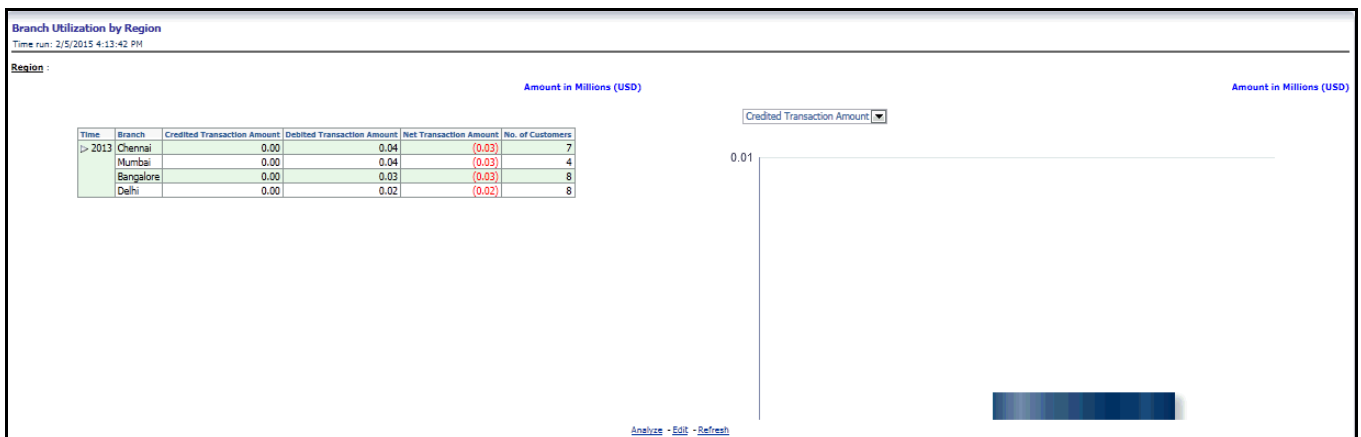 Branch Utilization by Region
Time run: 2/5/2015 4:13:42 PM
Region :
Amount in Millions (USD) Amount in Millions (USD)
Credited Transaction Amount
Time Branch Credited Transaction Amount Debited Transaction Amount Net Transaction Amount No. of Customers
▷ 2013 Chennai 0.00 0.04 (0.03) 7
Mumbai 0.00 0.04 (0.03) 4
Bangalore 0.00 0.03 (0.03) 8
Delhi 0.00 0.02 (0.02) 8
0.01
Analyze - Edit - Refresh